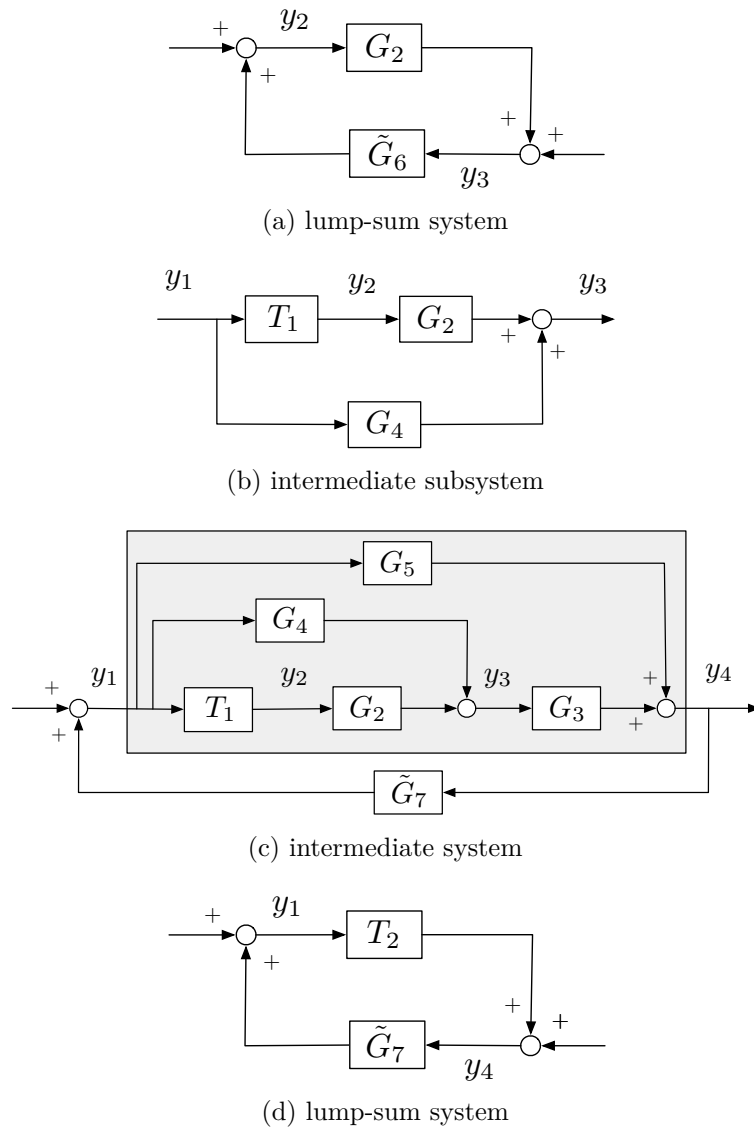 + y₂ G₂
+ + +
G̃₆ y₃
(a) lump-sum system
y₁ y₂ y₃
T₁ G₂ +
+
G₄
(b) intermediate subsystem
G₅
G₄
+ y₁ y₂ y₃ + y₄
T₁ G₂ G₃
+ +
G̃₇
(c) intermediate system
+ y₁ T₂
+ + +
G̃₇ y₄
(d) lump-sum system